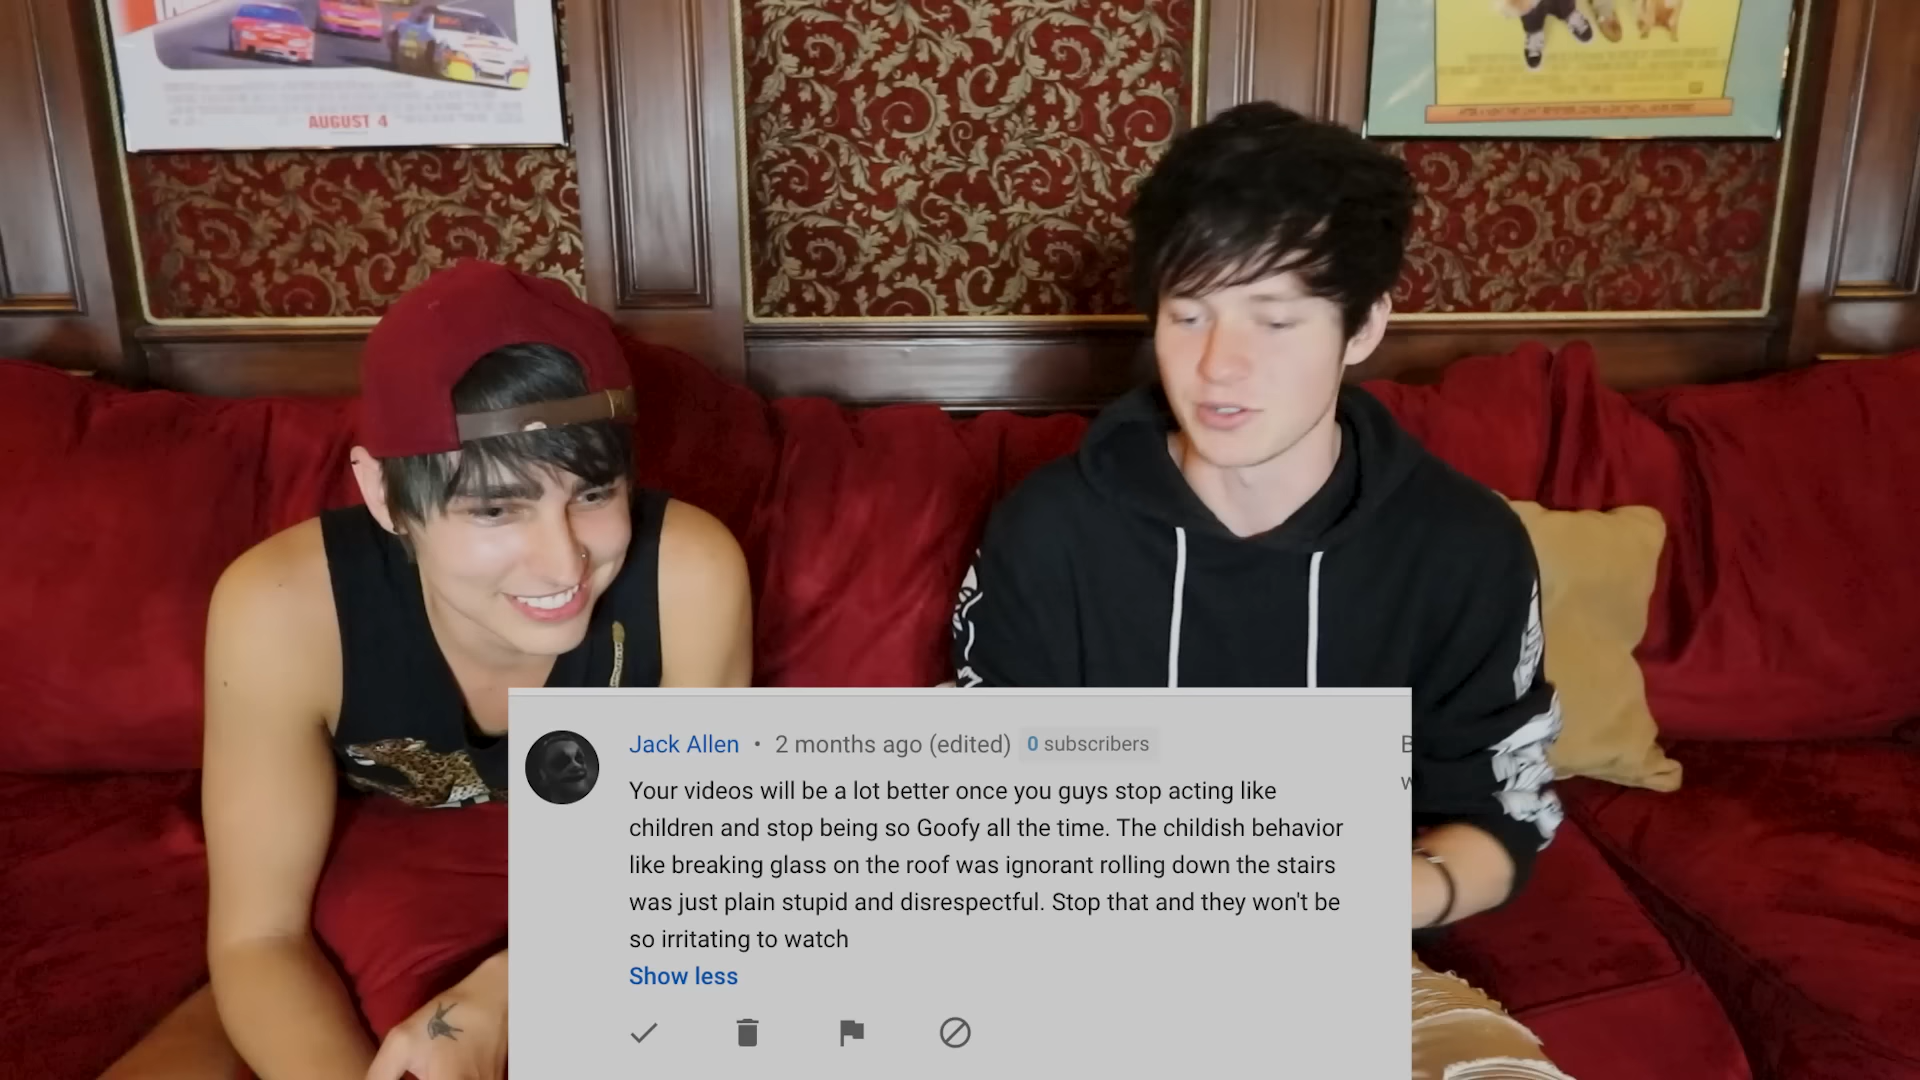 AUGUST 4
Jack Allen • 2 months ago (edited) 0 subscribers
Your videos will be a lot better once you guys stop acting like
children and stop being so Goofy all the time. The childish behavior
like breaking glass on the roof was ignorant rolling down the stairs
was just plain stupid and disrespectful. Stop that and they won't be
so irritating to watch
Show less